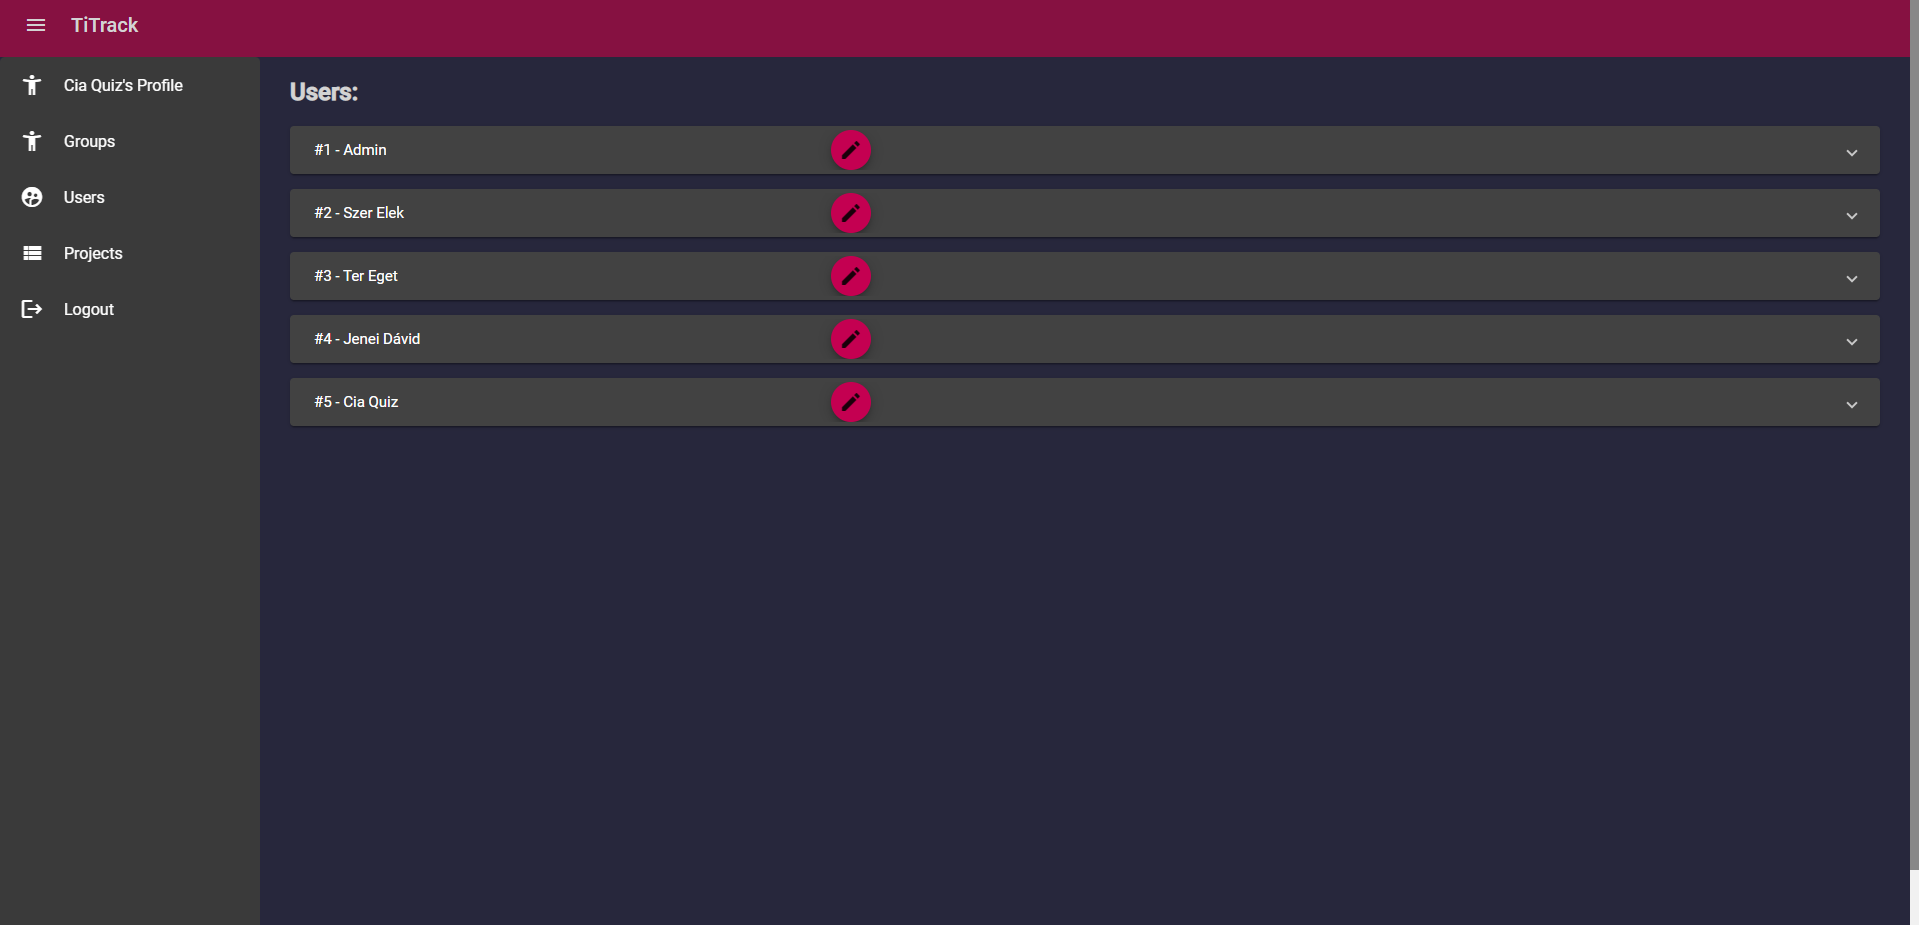 TiTrack
Cia Quiz's Profile
Groups
Users
Projects
Logout
Users:
#1 - Admin
#2 - Szer Elek
#3 - Ter Eget
#4 - Jenei Dávid
#5 - Cia Quiz